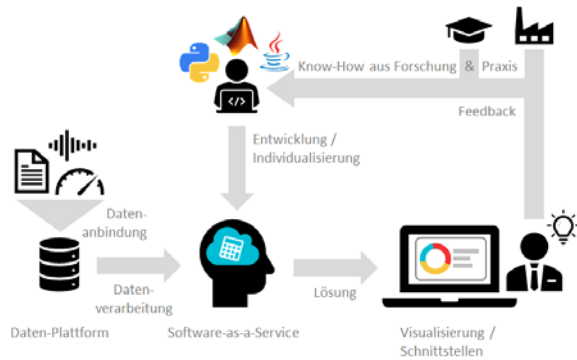 Know-How aus Forschung & Praxis
Feedback
</>
Entwicklung /
Individualisierung
Daten-
anbindung
Daten-
verarbeitung
Lösung
Daten-Plattform
Software-as-a-Service
Visualisierung /
Schnittstellen